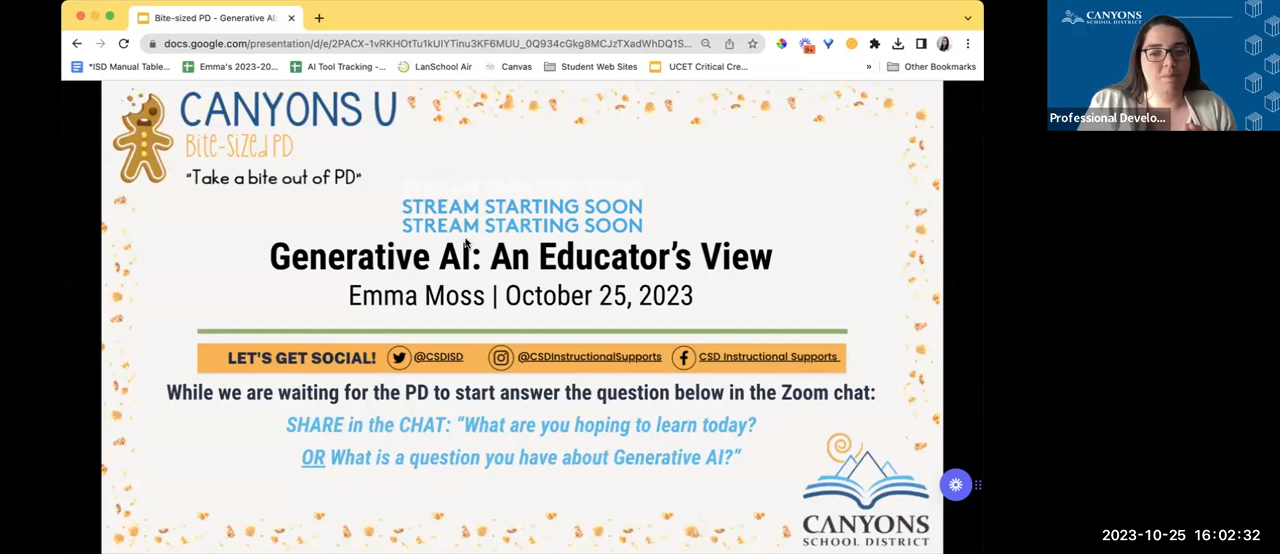 Bite-sized PD - Generative AI:
docs.google.com/presentation/d/e/2PACX-1vRKHOtTu1kUIYTinu3KF6MUU_0Q934cGkg8MCJzTXadWhDQ1S...
*ISD Manual Table... Emma's 2023-20... AI Tool Tracking -... LanSchool Air Canvas Student Web Sites UCET Critical Cre... » Other Bookmarks
CANYONS U
Bite-sized PD
"Take a bite out of PD"
STREAM STARTING SOON
STREAM STARTING SOON
Generative AI: An Educator's View
Emma Moss | October 25, 2023
LET'S GET SOCIAL! @CSDISD @CSDInstructionalSupports CSD Instructional Supports
While we are waiting for the PD to start answer the question below in the Zoom chat:
SHARE in the CHAT: “What are you hoping to learn today?
OR What is a question you have about Generative AI?”
CANYONS
SCHOOL DISTRICT
CANYONS
SCHOOL DISTRICT
Professional Develo...
2023-10-25 16:02:32